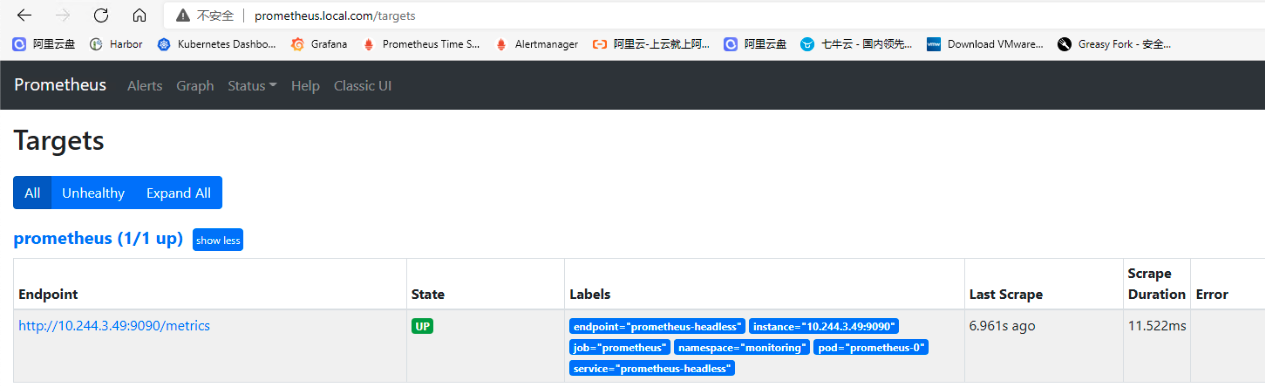 不安全 | prometheus.local.com/targets
阿里云盘 Harbor Kubernetes Dashbo... Grafana Prometheus Time S... Alertmanager 阿里云-上云就上阿... 阿里云盘 七牛云 - 国内领先... Download VMware... Greasy Fork - 安全...
Prometheus Alerts Graph Status Help Classic UI
Targets
All Unhealthy Expand All
prometheus (1/1 up) show less
Endpoint State Labels Last Scrape Scrape Duration Error
http://10.244.3.49:9090/metrics UP endpoint="prometheus-headless" instance="10.244.3.49:9090" 6.961s ago 11.522ms
job="prometheus" namespace="monitoring" pod="prometheus-0"
service="prometheus-headless"